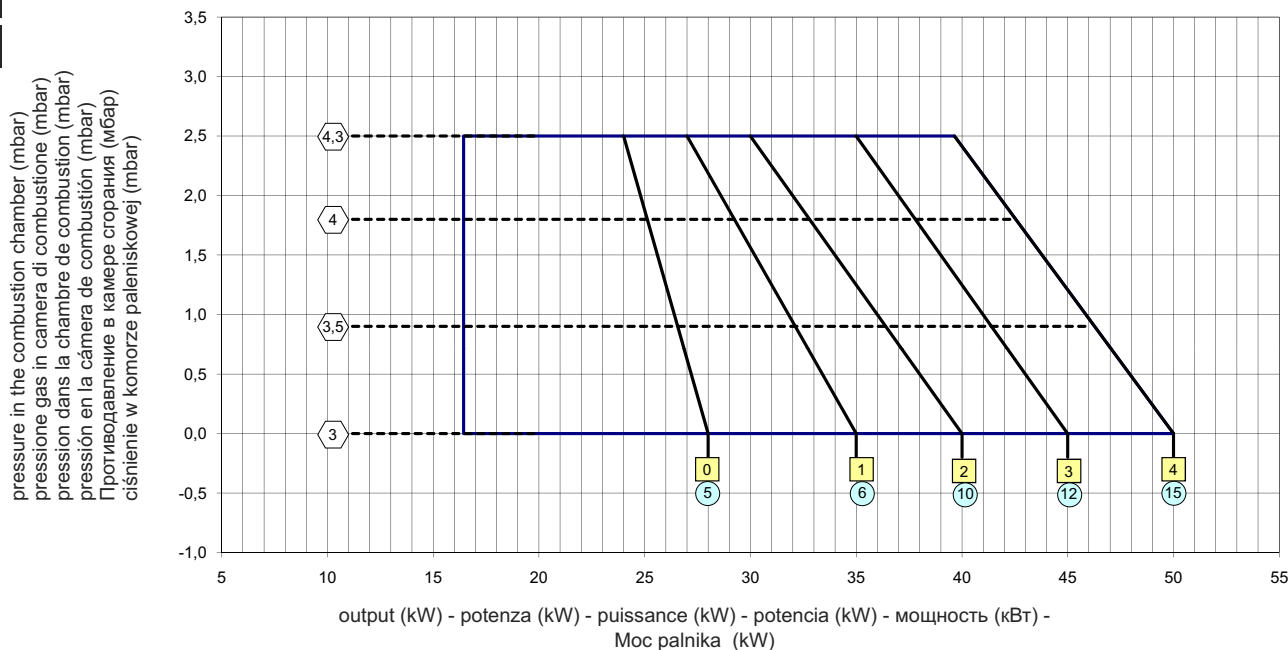 pressure in the combustion chamber (mbar)
pressione gas in camera di combustione (mbar)
pression dans la chambre de combustion (mbar)
pressión en la cámera de combustión (mbar)
Противодавление в камере сгорания (мбар)
ciśnienie w komorze paleniskowej (mbar)
3,5
3,0
2,5
2,0
1,5
1,0
0,5
0,0
-0,5
-1,0
4,3
4
3,5
3
0 1 2 3 4
5 6 10 12 15
5 10 15 20 25 30 35 40 45 50 55
output (kW) - potenza (kW) - puissance (kW) - potencia (kW) - мощность (кВт) -
Moc palnika (kW)